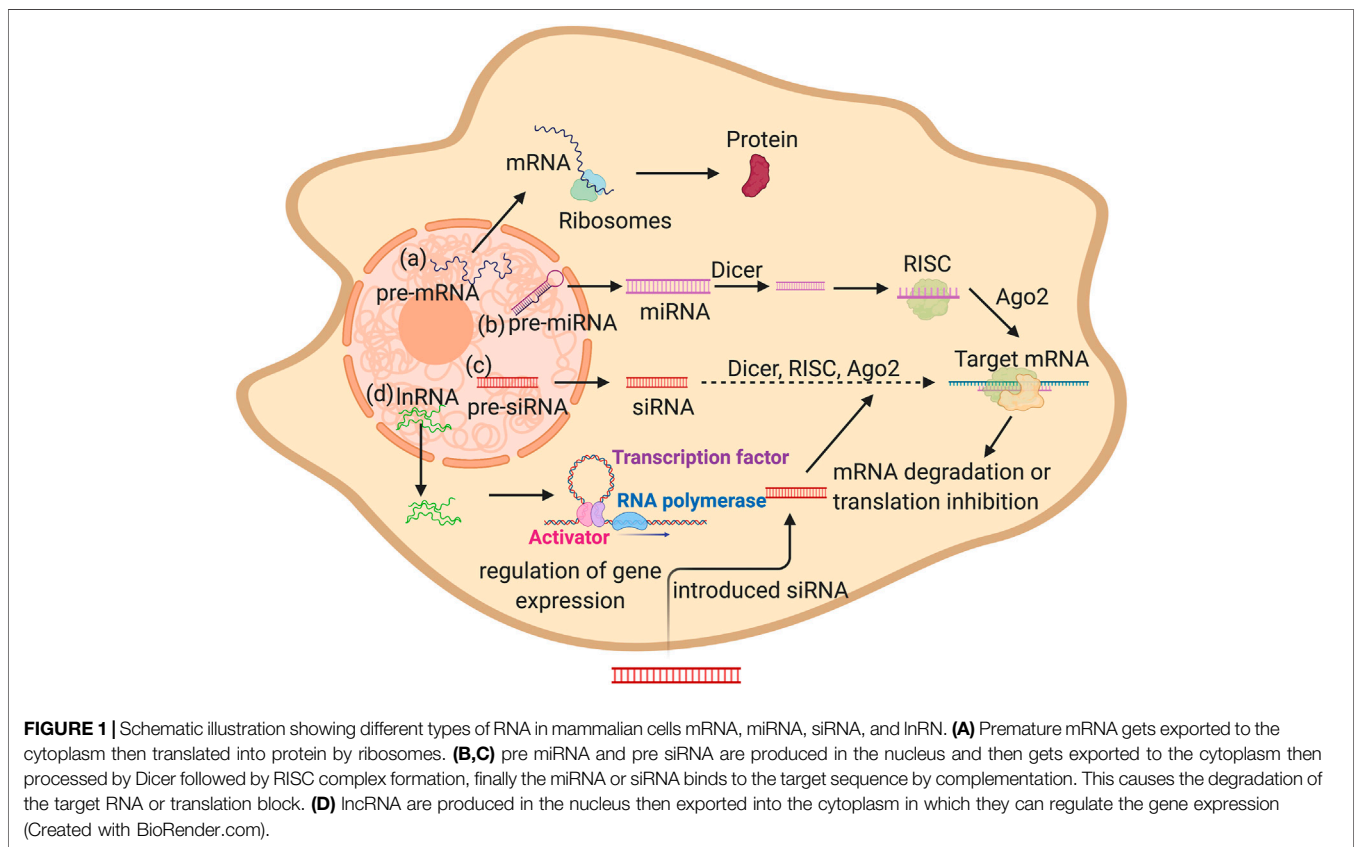 Protein
mRNA
Ribosomes
(a)
pre-mRNA
(b) pre-miRNA
miRNA
Dicer
RISC
Ago2
Target mRNA
(c)
pre-siRNA
siRNA
Dicer, RISC, Ago2
(d) lnRNA
mRNA degradation or
translation inhibition
Transcription factor
RNA polymerase
Activator
regulation of gene
expression
introduced siRNA
FIGURE 1 | Schematic illustration showing different types of RNA in mammalian cells mRNA, miRNA, siRNA, and lnRN. (A) Premature mRNA gets exported to the
cytoplasm then translated into protein by ribosomes. (B,C) pre miRNA and pre siRNA are produced in the nucleus and then gets exported to the cytoplasm then
processed by Dicer followed by RISC complex formation, finally the miRNA or siRNA binds to the target sequence by complementation. This causes the degradation of
the target RNA or translation block. (D) lncRNA are produced in the nucleus then exported into the cytoplasm in which they can regulate the gene expression
(Created with BioRender.com).